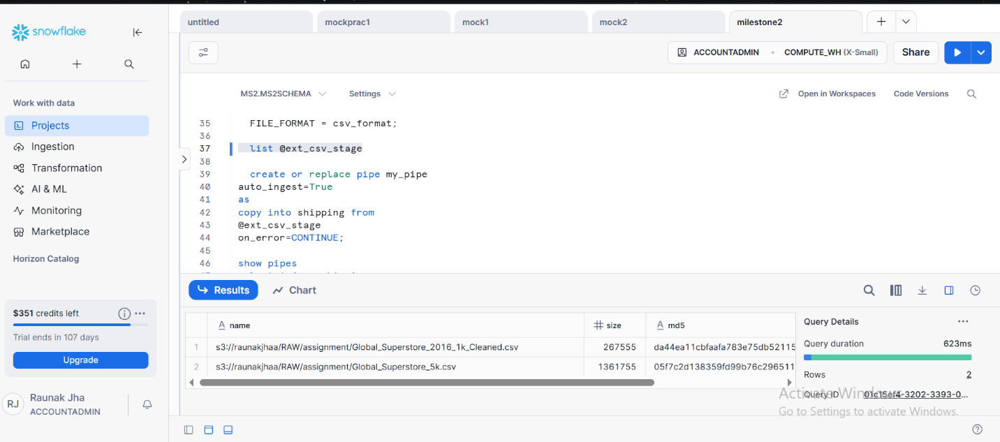 snowflake
Work with data
Projects
Ingestion
Transformation
AI & ML
Monitoring
Marketplace
Horizon Catalog
$351 credits left
Trial ends in 107 days
Upgrade
RJ
Raunak Jha
ACCOUNTADMIN
untitled
mockprac1
mock1
mock2
milestone2
ACCOUNTADMIN
COMPUTE_WH (X-Small)
Share
MS2.MS2SCHEMA
Settings
Open in Workspaces
Code Versions
35 FILE_FORMAT = csv_format;
36
37 list @ext_csv_stage
38
39 create or replace pipe my_pipe
40 auto_ingest=True
41 as
42 copy into shipping from
43 @ext_csv_stage
44 on_error=CONTINUE;
45
46 show pipes
Results
Chart
A name # size A md5
1 s3://raunakjhaa/RAW/assignment/Global_Superstore_2016_1k_Cleaned.csv 267555 da44ea11cbfaafa783e75db52115
2 s3://raunakjhaa/RAW/assignment/Global_Superstore_5k.csv 1361755 05f7c2d138359fd99b76c296511
Query Details
Query duration 623ms
Rows 2
Query ID 01c15ef4-3202-3393-0...
Activate Windows
Go to Settings to activate Windows.